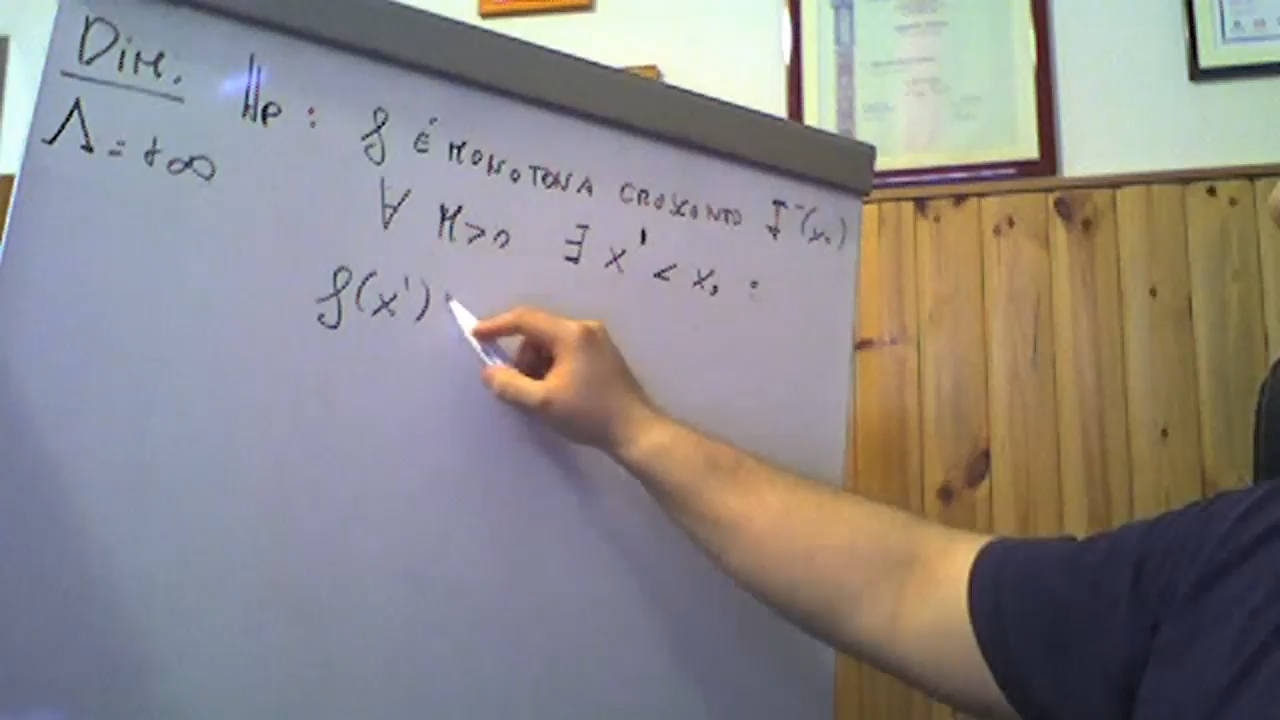 Dim.
Λ = +∞
Hp: f é MONOTONA CRESCENTE I⁻(x₀)
∀ M>0 ∃ x' < x₀ :
f(x')